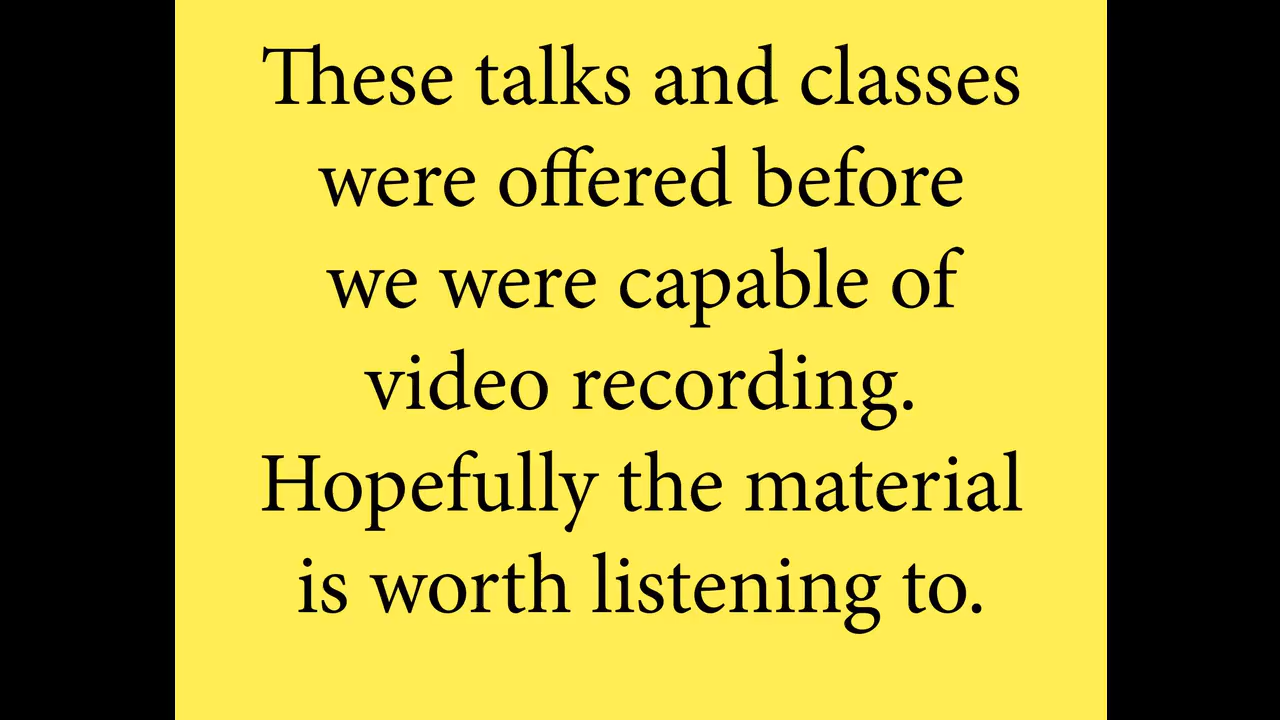 These talks and classes
were offered before
we were capable of
video recording.
Hopefully the material
is worth listening to.